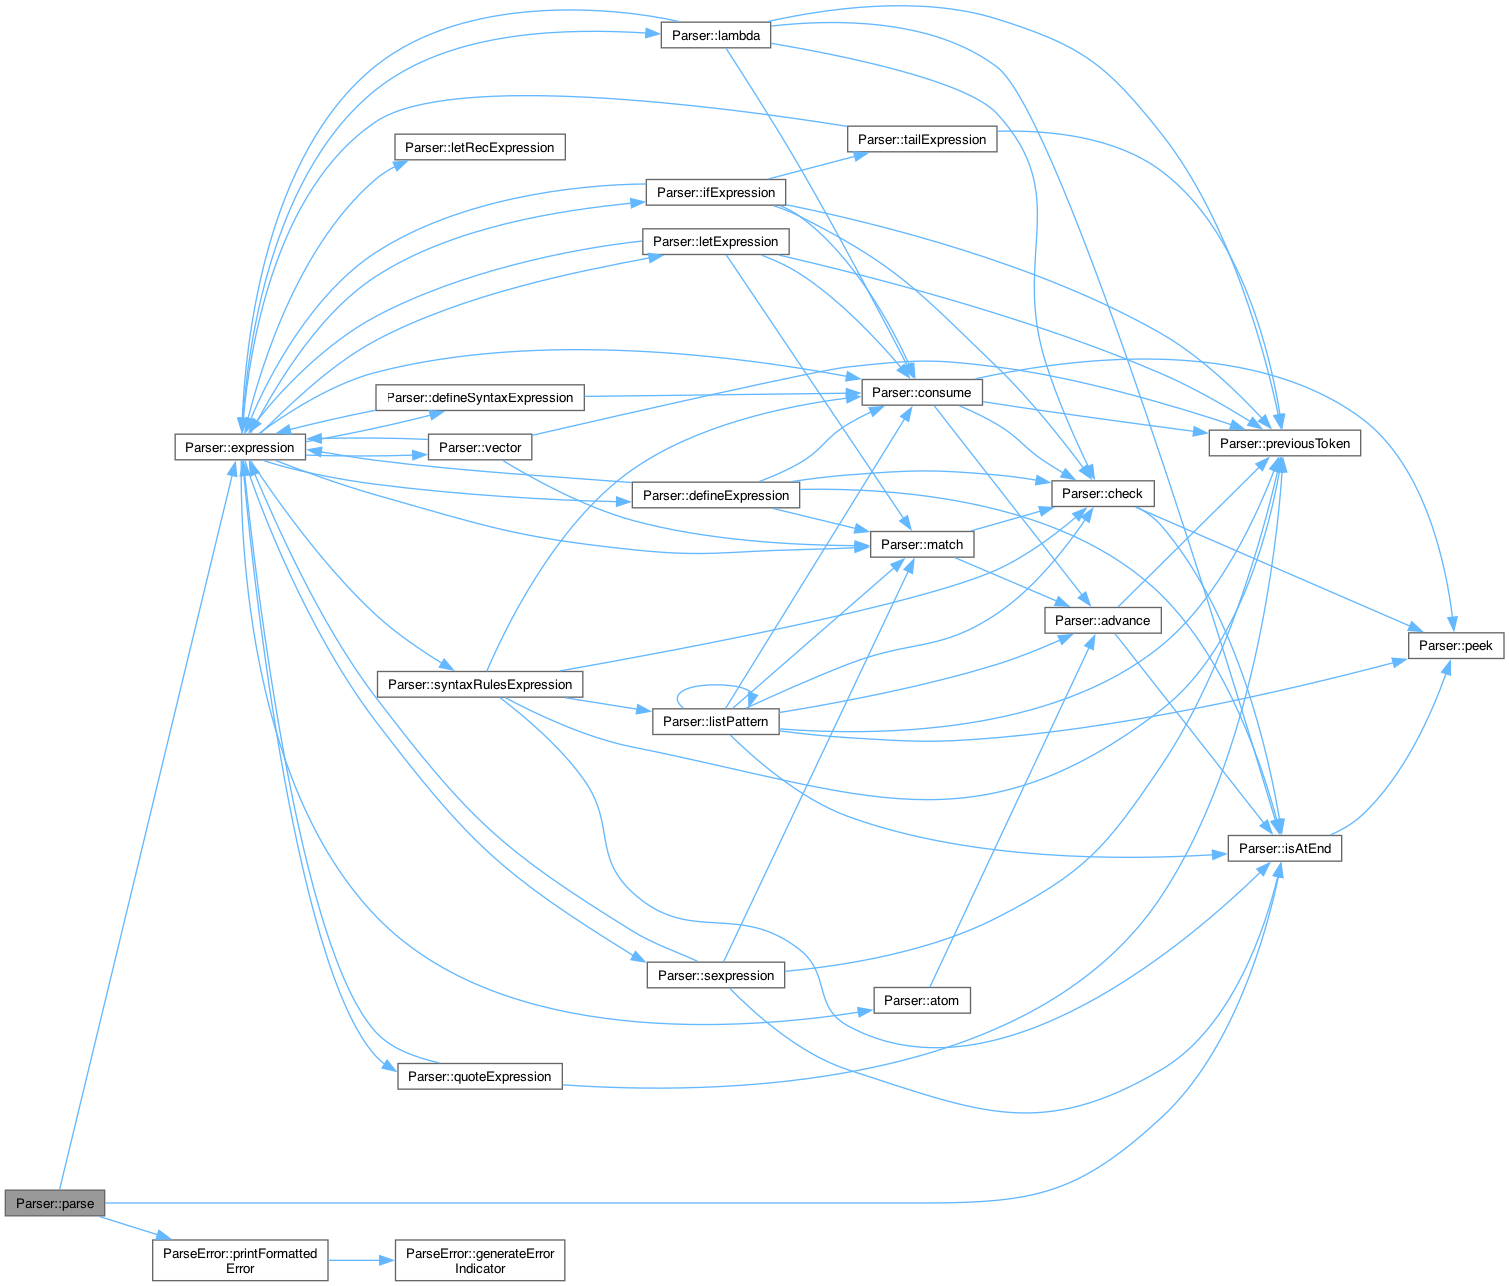 Parser::lambda
Parser::tailExpression
Parser::letRecExpression
Parser::ifExpression
Parser::letExpression
Parser::consume
Parser::defineSyntaxExpression
Parser::expression
Parser::vector
Parser::previousToken
Parser::defineExpression
Parser::check
Parser::match
Parser::advance
Parser::peek
Parser::syntaxRulesExpression
Parser::listPattern
Parser::isAtEnd
Parser::sexpression
Parser::atom
Parser::quoteExpression
Parser::parse
ParseError::printFormatted
Error
ParseError::generateError
Indicator